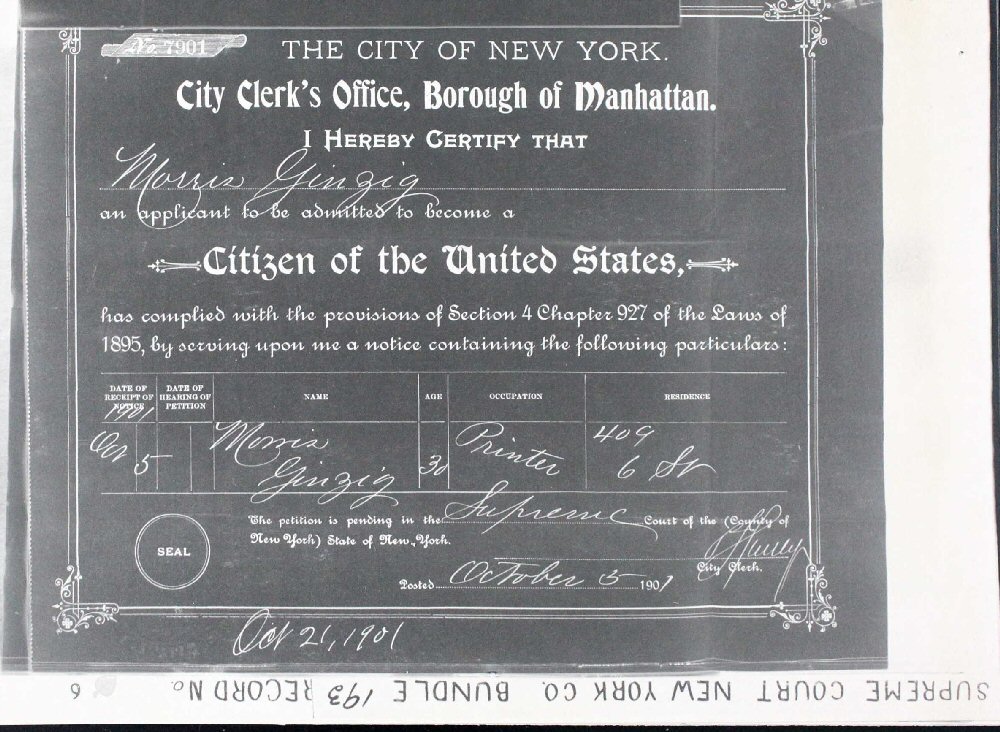 No. 7901
THE CITY OF NEW YORK.
City Clerk's Office, Borough of Manhattan.
I HEREBY CERTIFY THAT
Morris Ginzig
an applicant to be admitted to become a
Citizen of the United States,
has complied with the provisions of Section 4 Chapter 927 of the Laws of
1895, by serving upon me a notice containing the following particulars:
DATE OF RECEIPT OF NOTICE DATE OF HEARING OF PETITION NAME AGE OCCUPATION RESIDENCE
1901
Oct 5 Morris Ginzig 30 Printer 409 6 St
The petition is pending in the Supreme Court of the (County of
New York) State of New York.
SEAL
City Clerk.
Posted October 5 1901
Oct 21, 1901
SUPREME COURT NEW YORK CO. BUNDLE 193 RECORD No. 6